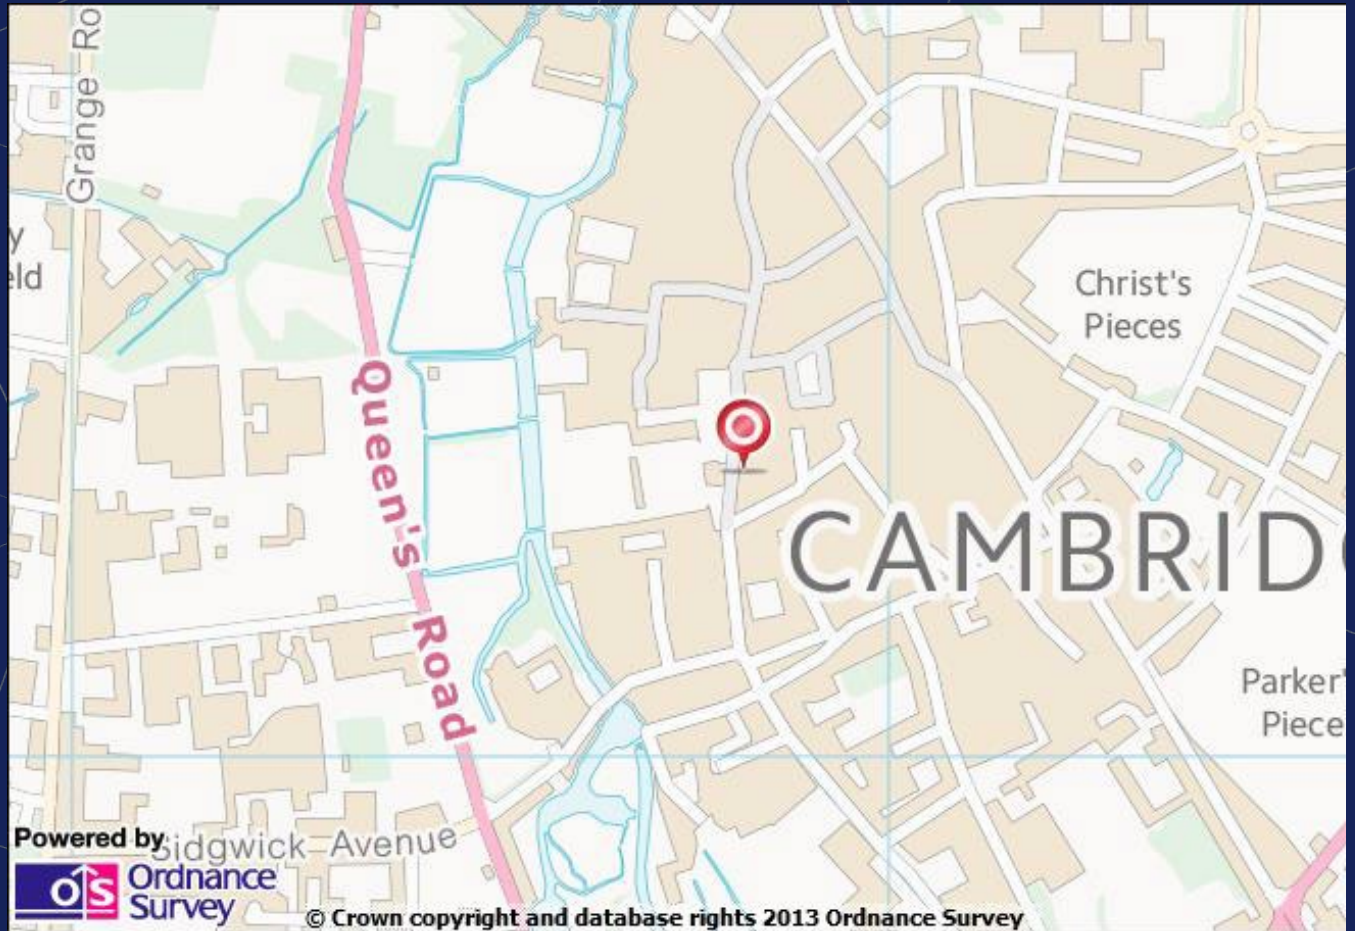 Grange Ro
y
eld
Christ's
Pieces
Queen's Road
CAMBRID
Parker'
Piece
Sidgwick Avenue
Powered by
OS Ordnance
Survey
© Crown copyright and database rights 2013 Ordnance Survey